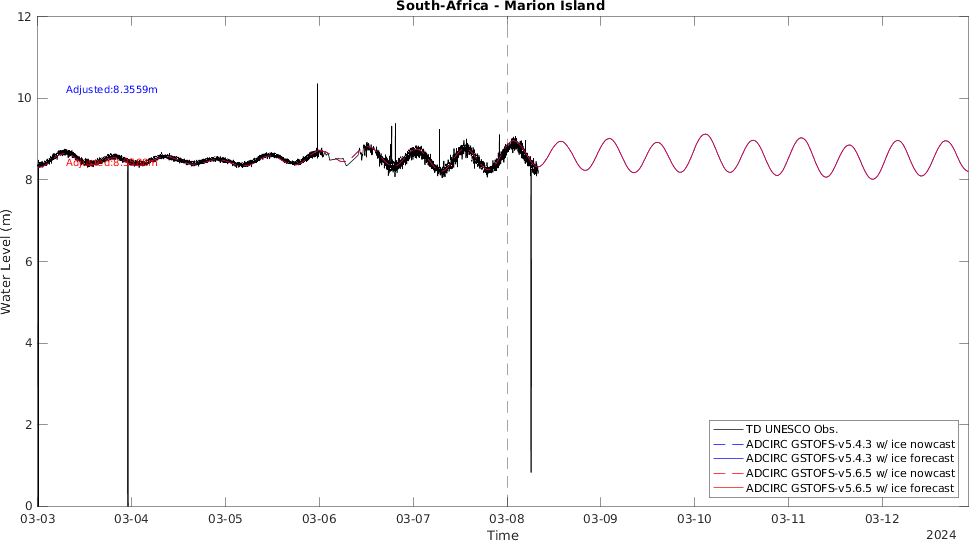 South-Africa - Marion Island
12
10
8
6
4
2
0
Water Level (m)
Adjusted:8.3559m
03-03
03-04
03-05
03-06
03-07
03-08
03-09
03-10
03-11
03-12
Time
2024
TD UNESCO Obs.
ADCIRC GSTOFS-v5.4.3 w/ ice nowcast
ADCIRC GSTOFS-v5.4.3 w/ ice forecast
ADCIRC GSTOFS-v5.6.5 w/ ice nowcast
ADCIRC GSTOFS-v5.6.5 w/ ice forecast